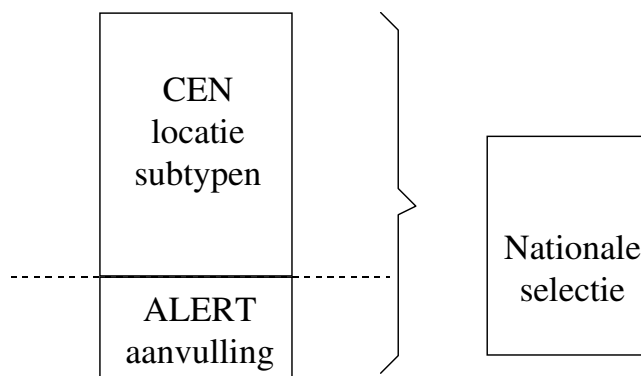 CEN
locatie
subtypen
ALERT
aanvulling
Nationale
selectie